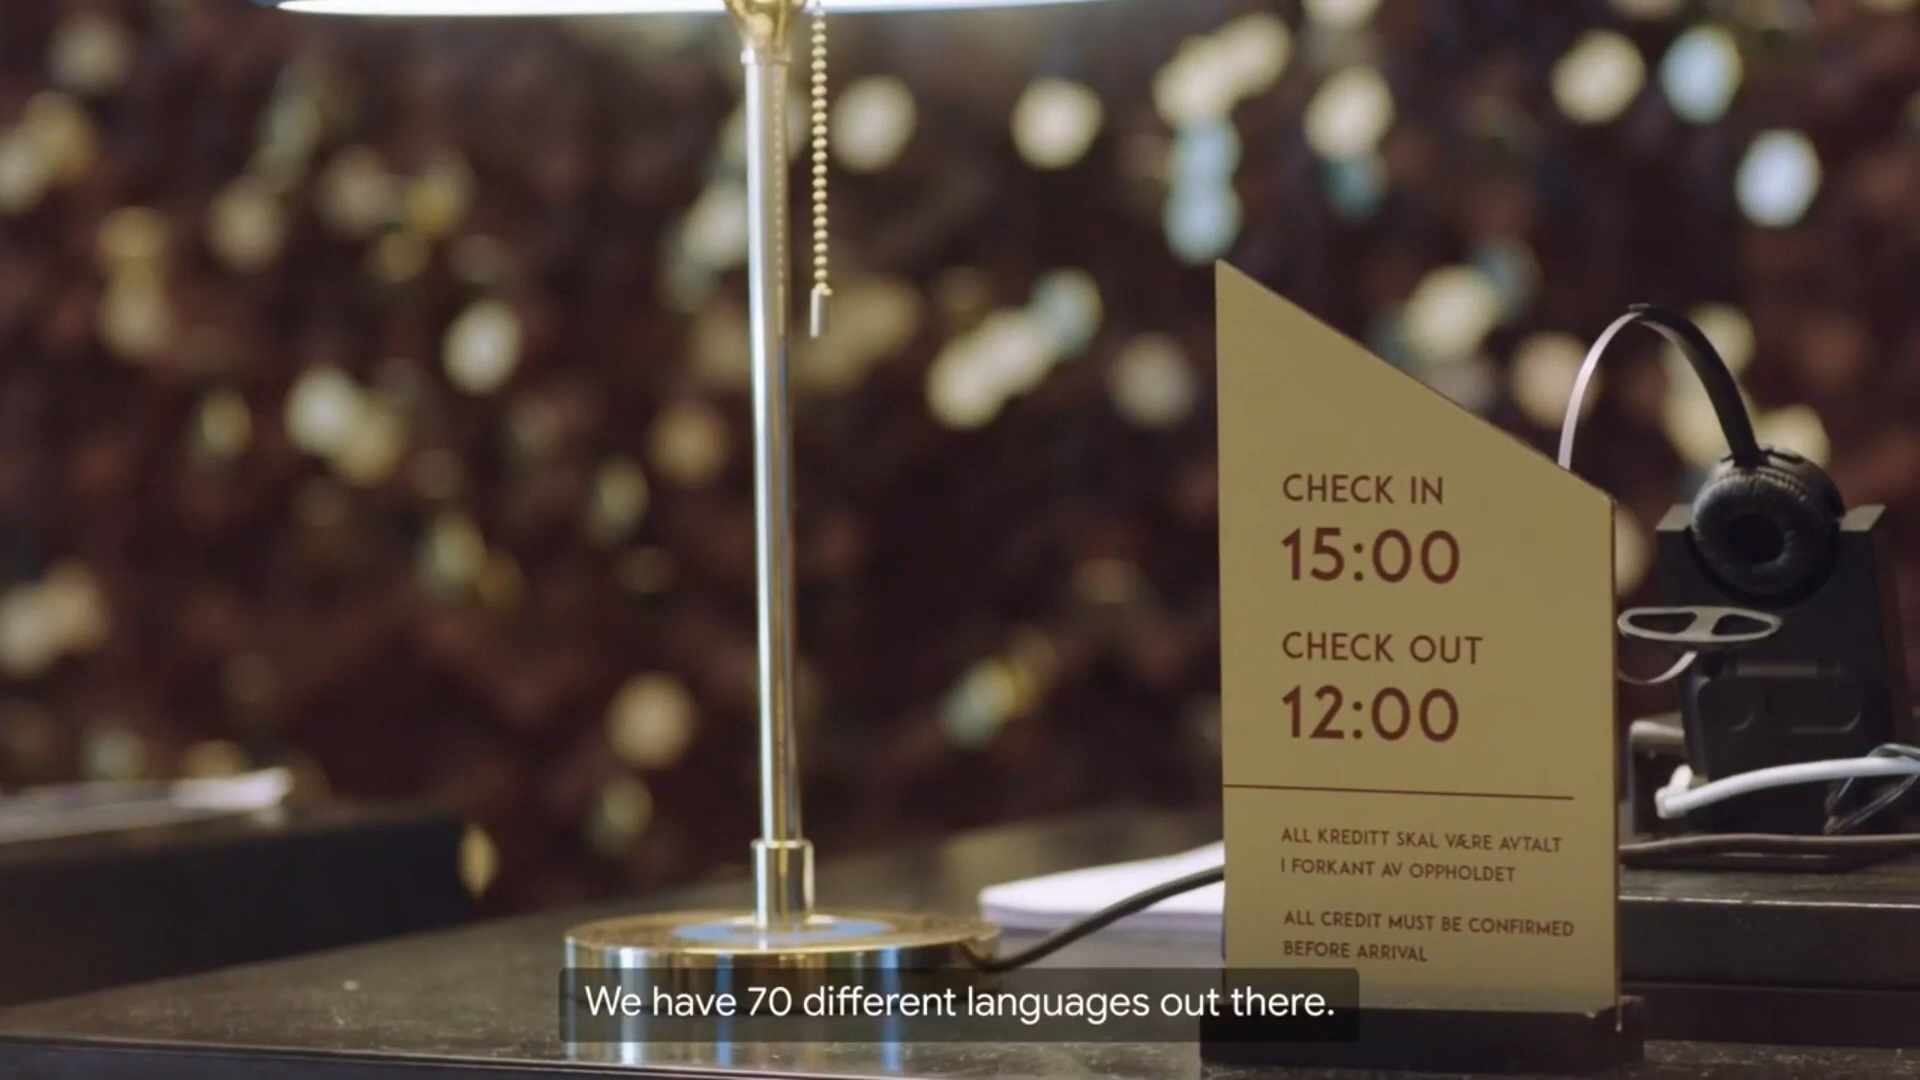 CHECK IN
15:00
CHECK OUT
12:00
ALL KREDITT SKAL VÆRE AVTALT
I FORKANT AV OPPHOLDET
ALL CREDIT MUST BE CONFIRMED
BEFORE ARRIVAL
We have 70 different languages out there.